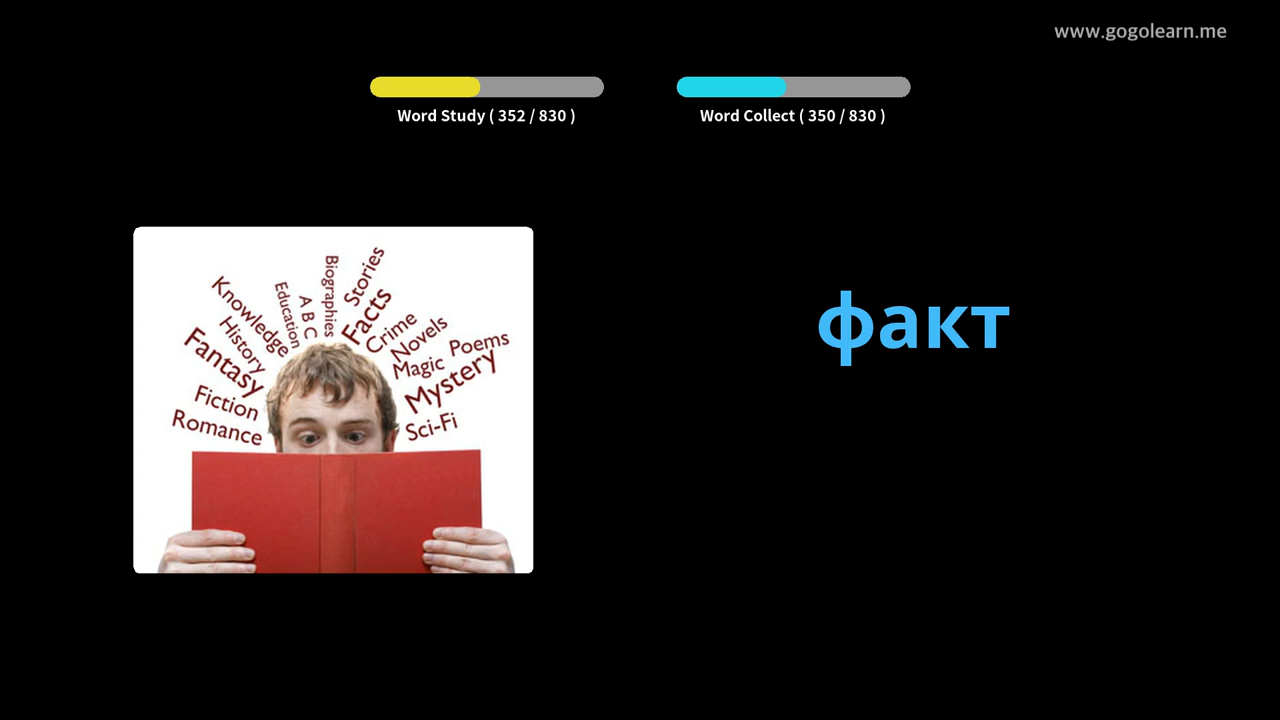 www.gogolearn.me
Word Study ( 352 / 830 )
Word Collect ( 350 / 830 )
Biographies
Stories
Education
A B C
Facts
Knowledge
Crime
History
Novels
Fantasy
Magic
Poems
Mystery
Fiction
Romance
Sci-Fi
факт